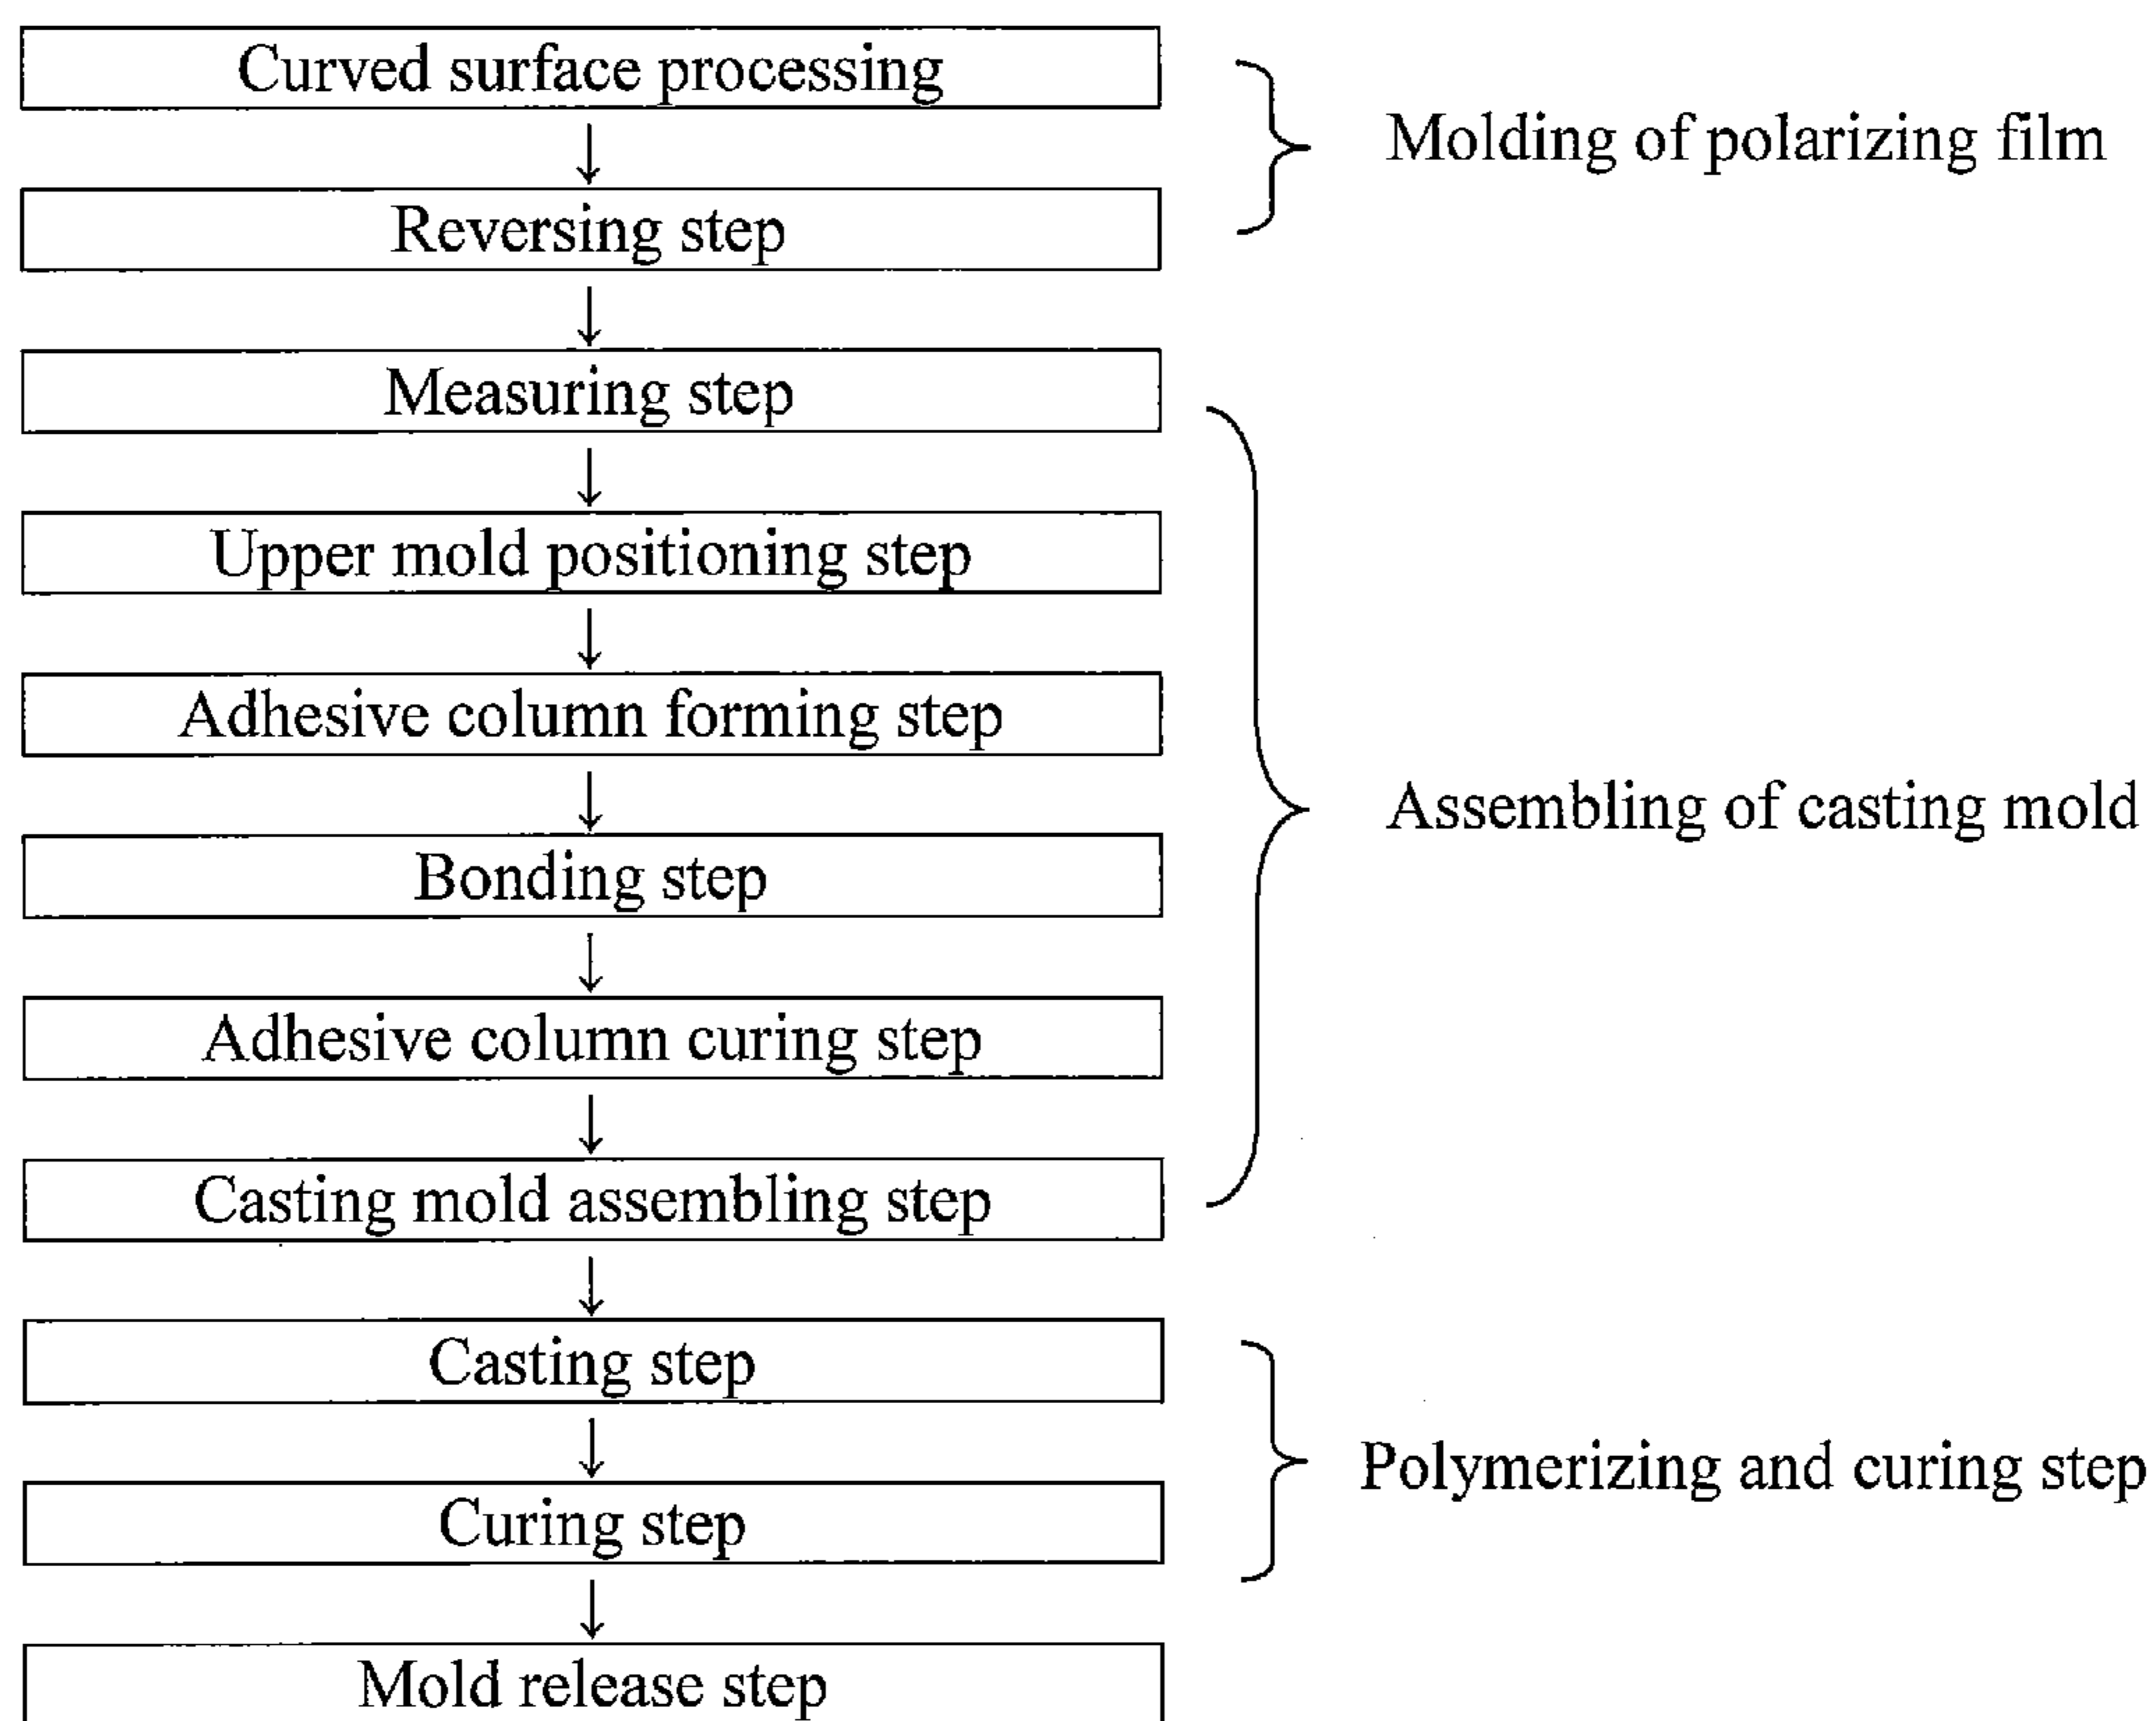 Curved surface processing
Molding of polarizing film
Reversing step
Measuring step
Upper mold positioning step
Adhesive column forming step
Assembling of casting mold
Bonding step
Adhesive column curing step
Casting mold assembling step
Casting step
Polymerizing and curing step
Curing step
Mold release step